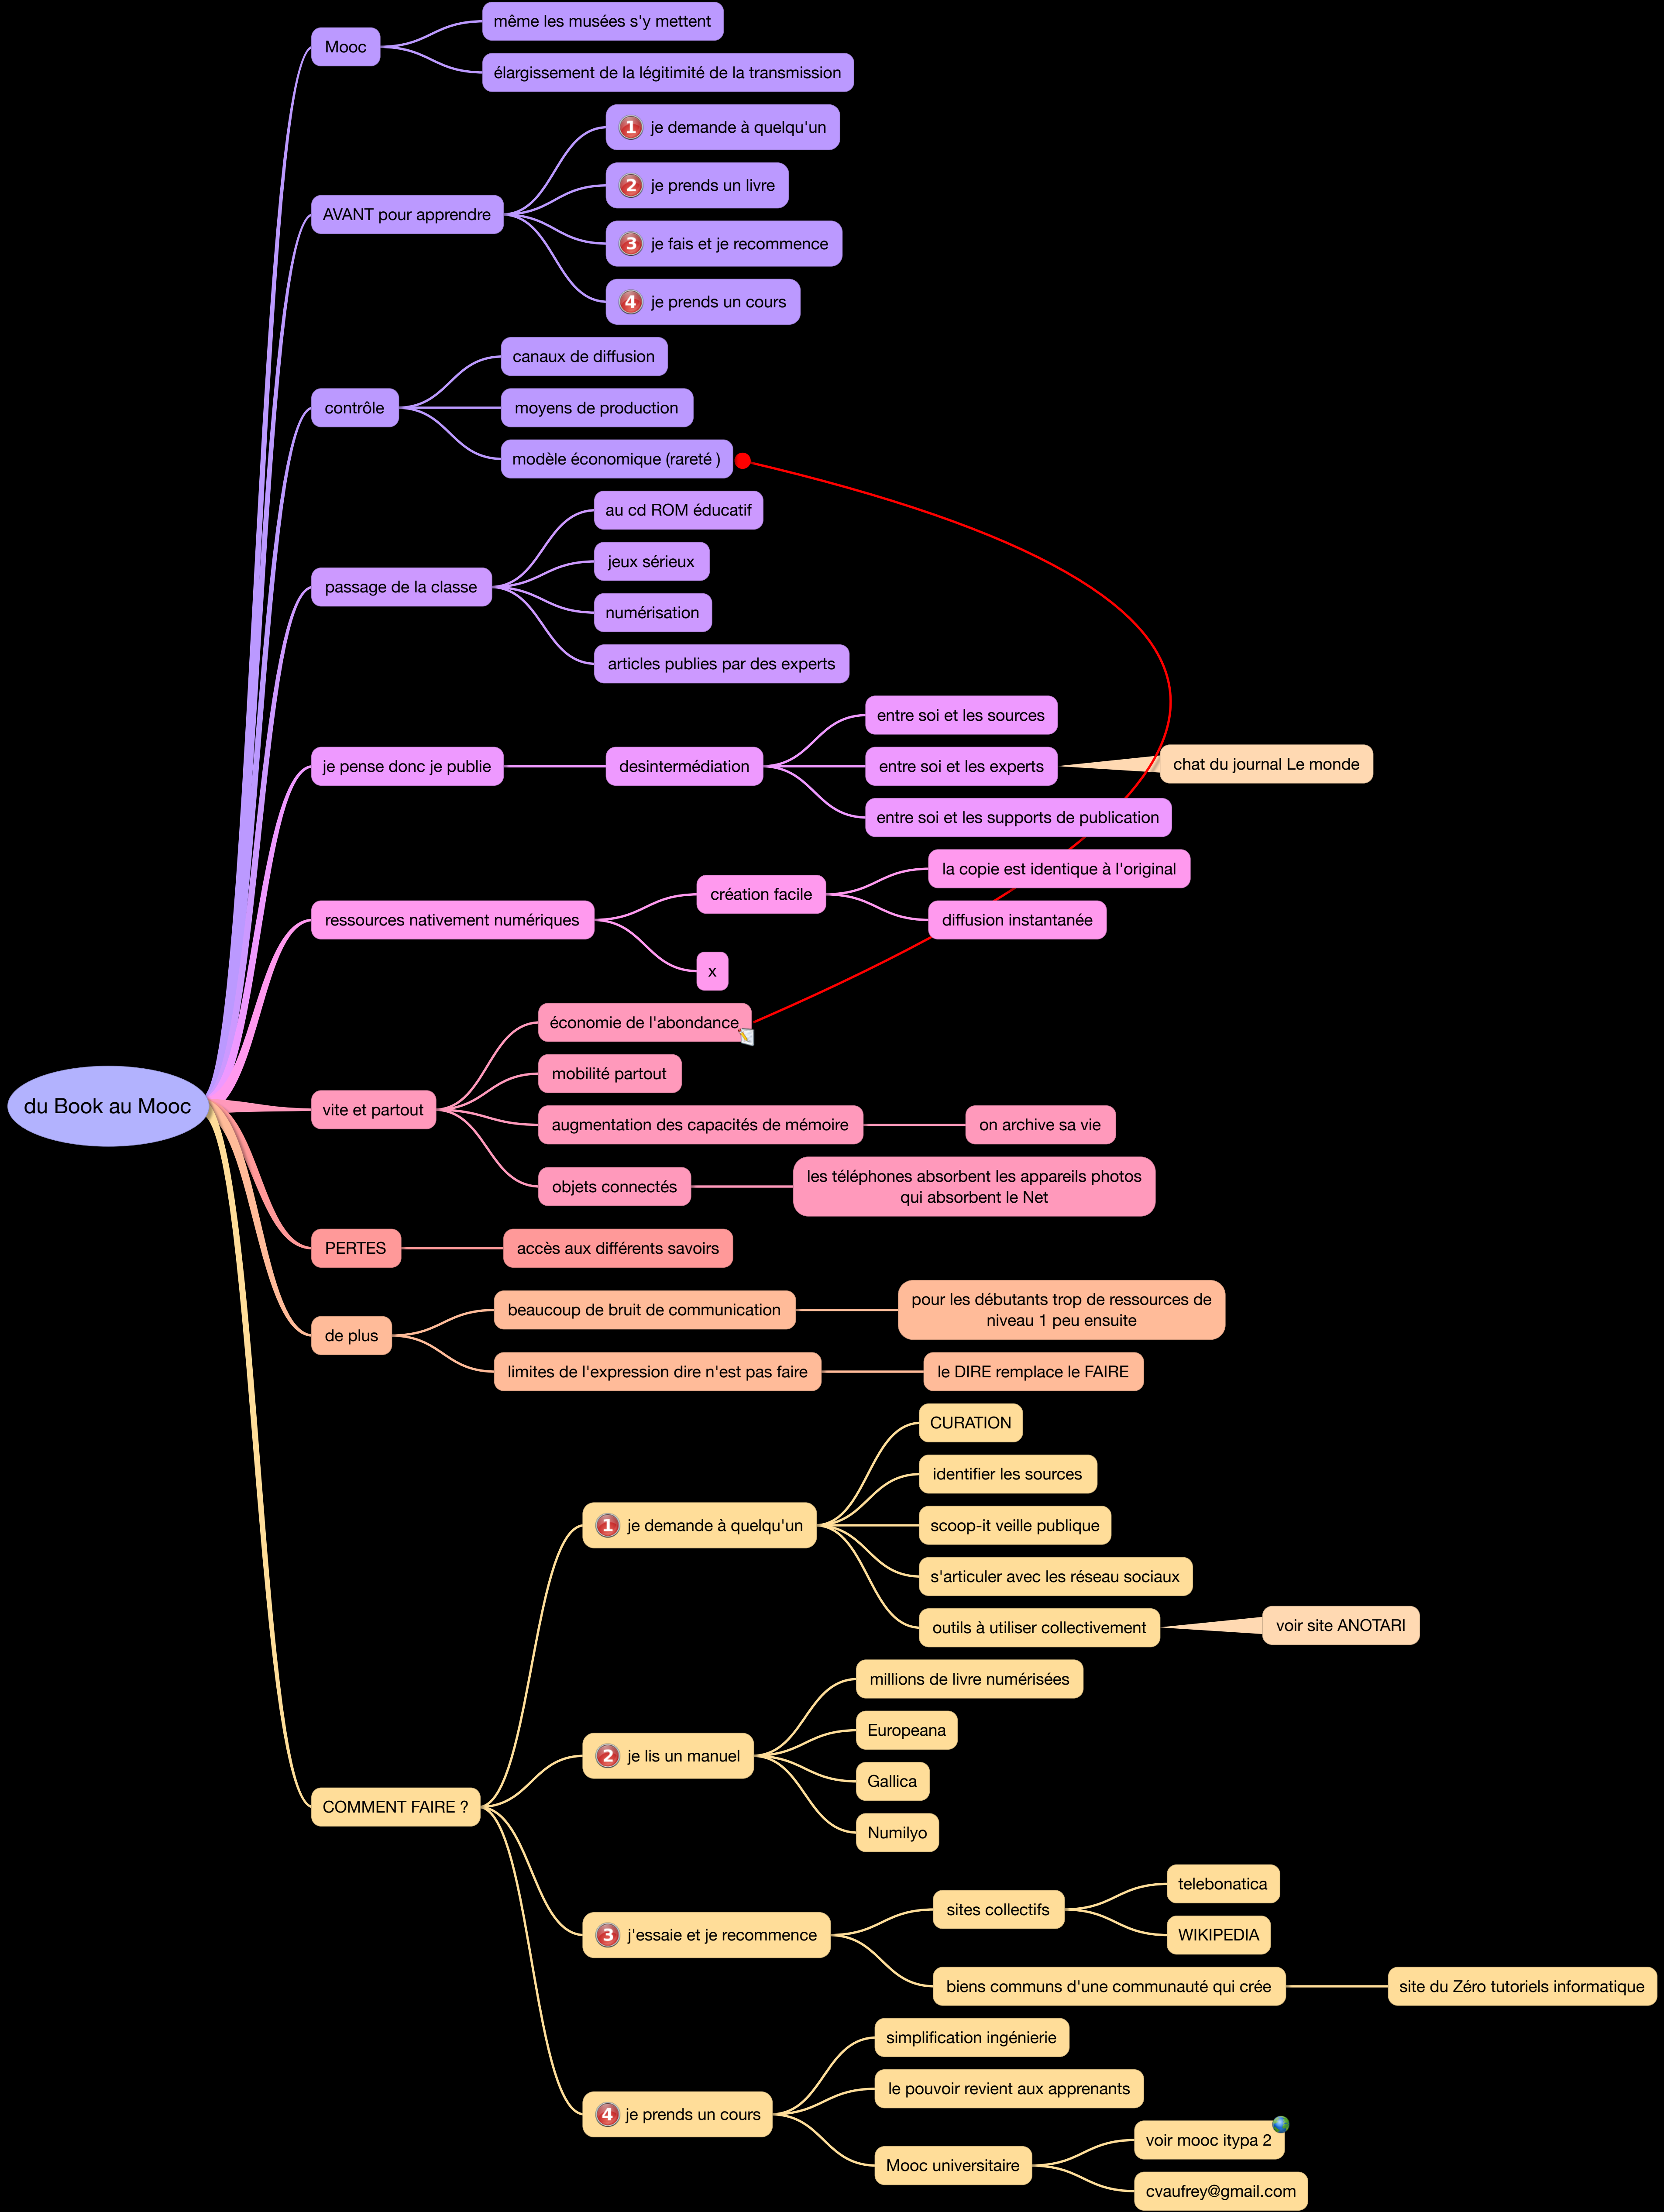 même les musées s'y mettent
Mooc
élargissement de la légitimité de la transmission
1 je demande à quelqu'un
2 je prends un livre
AVANT pour apprendre
3 je fais et je recommence
4 je prends un cours
canaux de diffusion
contrôle
moyens de production
modèle économique (rareté )
au cd ROM éducatif
jeux sérieux
passage de la classe
numérisation
articles publies par des experts
entre soi et les sources
je pense donc je publie
desintermédiation
entre soi et les experts
chat du journal Le monde
entre soi et les supports de publication
la copie est identique à l'original
création facile
ressources nativement numériques
diffusion instantanée
x
économie de l'abondance
mobilité partout
du Book au Mooc
vite et partout
augmentation des capacités de mémoire
on archive sa vie
objets connectés
les téléphones absorbent les appareils photos
qui absorbent le Net
PERTES
accès aux différents savoirs
beaucoup de bruit de communication
pour les débutants trop de ressources de
niveau 1 peu ensuite
de plus
limites de l'expression dire n'est pas faire
le DIRE remplace le FAIRE
CURATION
identifier les sources
1 je demande à quelqu'un
scoop-it veille publique
s'articuler avec les réseau sociaux
outils à utiliser collectivement
voir site ANOTARI
millions de livre numérisées
Europeana
2 je lis un manuel
Gallica
Numilyo
COMMENT FAIRE ?
telebonatica
sites collectifs
WIKIPEDIA
3 j'essaie et je recommence
biens communs d'une communauté qui crée
site du Zéro tutoriels informatique
simplification ingénierie
le pouvoir revient aux apprenants
4 je prends un cours
voir mooc itypa 2
Mooc universitaire
cvaufrey@gmail.com